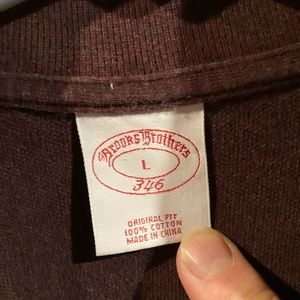 Brooks Brothers
L
346
ORIGINAL FIT
100% COTTON
MADE IN CHINA